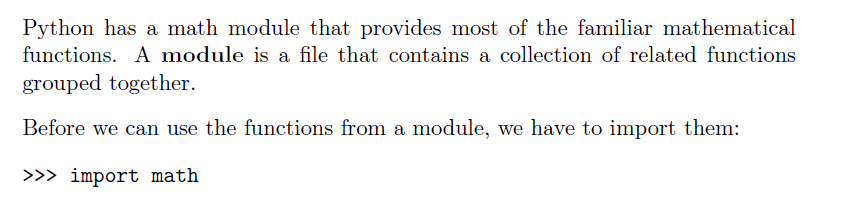 Python has a math module that provides most of the familiar mathematical
functions. A module is a file that contains a collection of related functions
grouped together.
Before we can use the functions from a module, we have to import them:
>>> import math